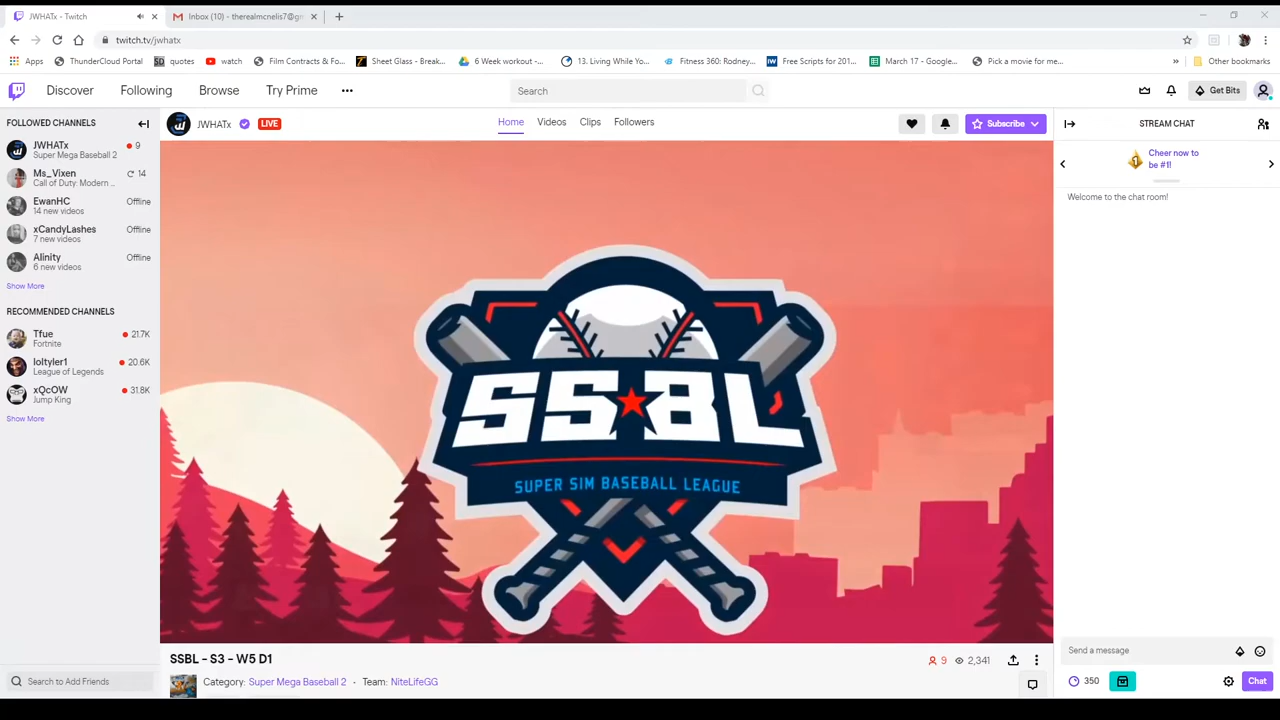 JWHATx - Twitch
Inbox (10) - therealmcnelis7@gm
twitch.tv/jwhatx
Apps
ThunderCloud Portal
quotes
watch
Film Contracts & Fo...
Sheet Glass - Break...
6 Week workout -...
13. Living While Yo...
Fitness 360: Rodney...
Free Scripts for 201...
March 17 - Google...
Pick a movie for me...
»
Other bookmarks
Discover
Following
Browse
Try Prime
Search
Get Bits
FOLLOWED CHANNELS
JWHATx
Super Mega Baseball 2
9
Ms_Vixen
Call of Duty: Modern ...
14
EwanHC
14 new videos
Offline
xCandyLashes
7 new videos
Offline
Alinity
6 new videos
Offline
Show More
RECOMMENDED CHANNELS
Tfue
Fortnite
21.7K
loltyler1
League of Legends
20.6K
xQcOW
Jump King
31.8K
Show More
Search to Add Friends
JWHATx
LIVE
Home
Videos
Clips
Followers
Subscribe
SSBL
SUPER SIM BASEBALL LEAGUE
SSBL - S3 - W5 D1
9
2,341
Category: Super Mega Baseball 2 · Team: NiteLifeGG
STREAM CHAT
1
Cheer now to
be #1!
Welcome to the chat room!
Send a message
350
Chat